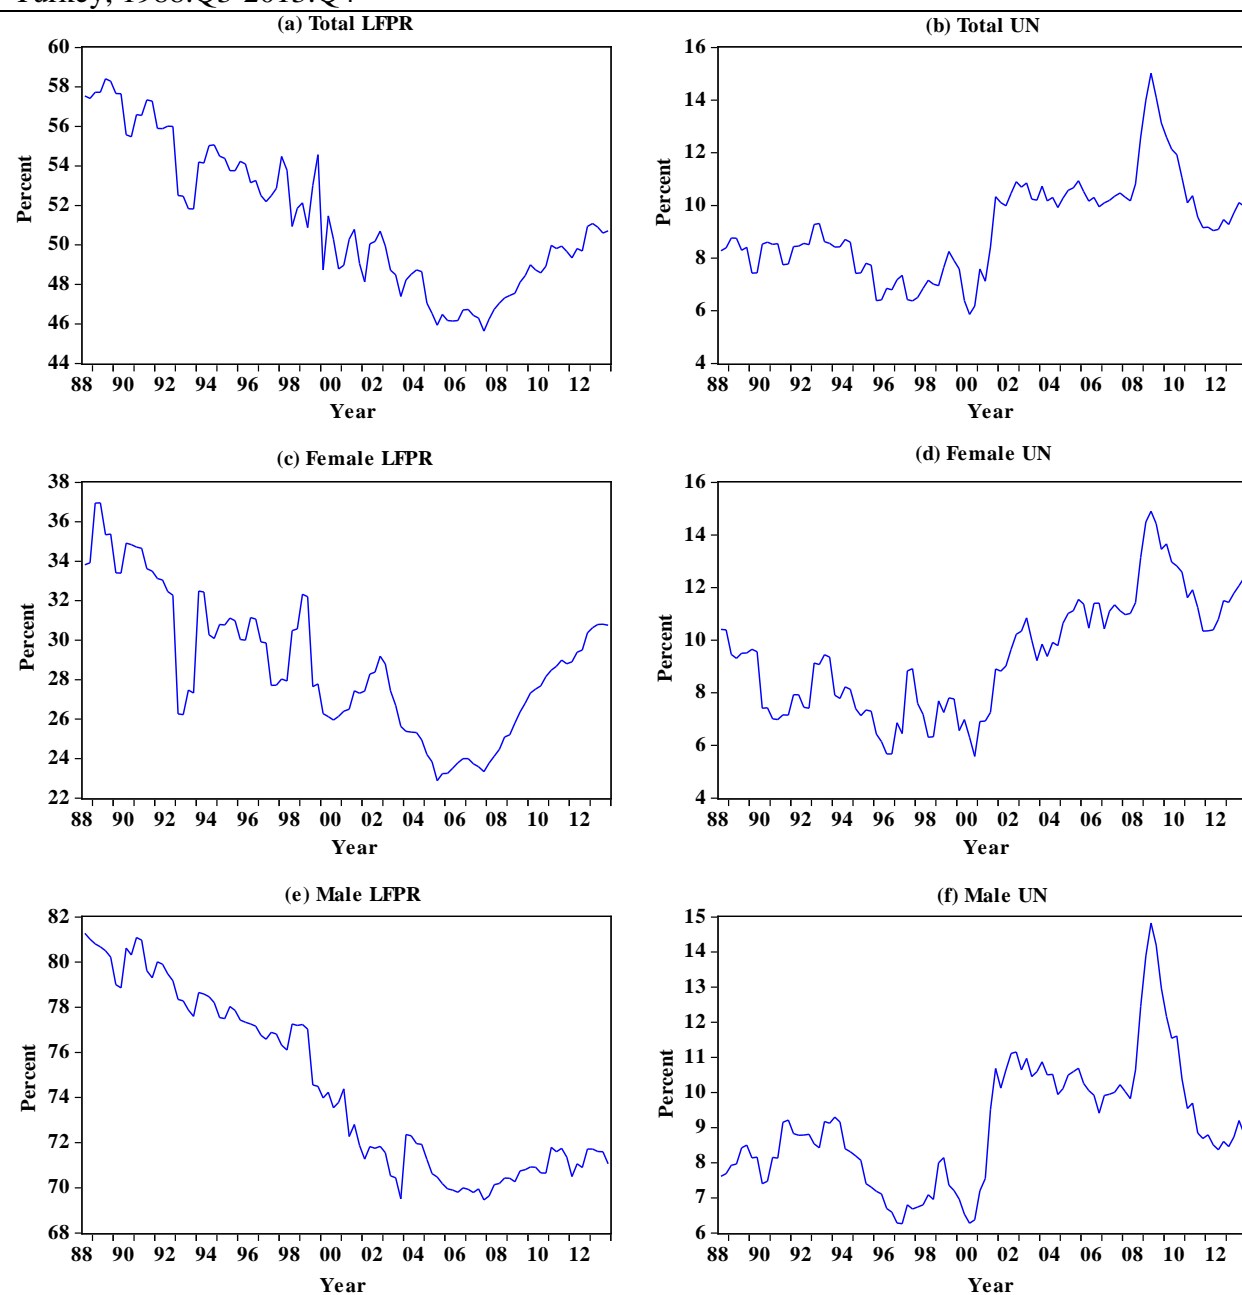 Turkey, 1988:Q3-2013:Q4
(a) Total LFPR
60
58
56
54
52
50
48
46
44
Percent
88 90 92 94 96 98 00 02 04 06 08 10 12
Year
(b) Total UN
16
14
12
10
8
6
4
Percent
88 90 92 94 96 98 00 02 04 06 08 10 12
Year
(c) Female LFPR
38
36
34
32
30
28
26
24
22
Percent
88 90 92 94 96 98 00 02 04 06 08 10 12
Year
(d) Female UN
16
14
12
10
8
6
4
Percent
88 90 92 94 96 98 00 02 04 06 08 10 12
Year
(e) Male LFPR
82
80
78
76
74
72
70
68
Percent
88 90 92 94 96 98 00 02 04 06 08 10 12
Year
(f) Male UN
15
14
13
12
11
10
9
8
7
6
Percent
88 90 92 94 96 98 00 02 04 06 08 10 12
Year